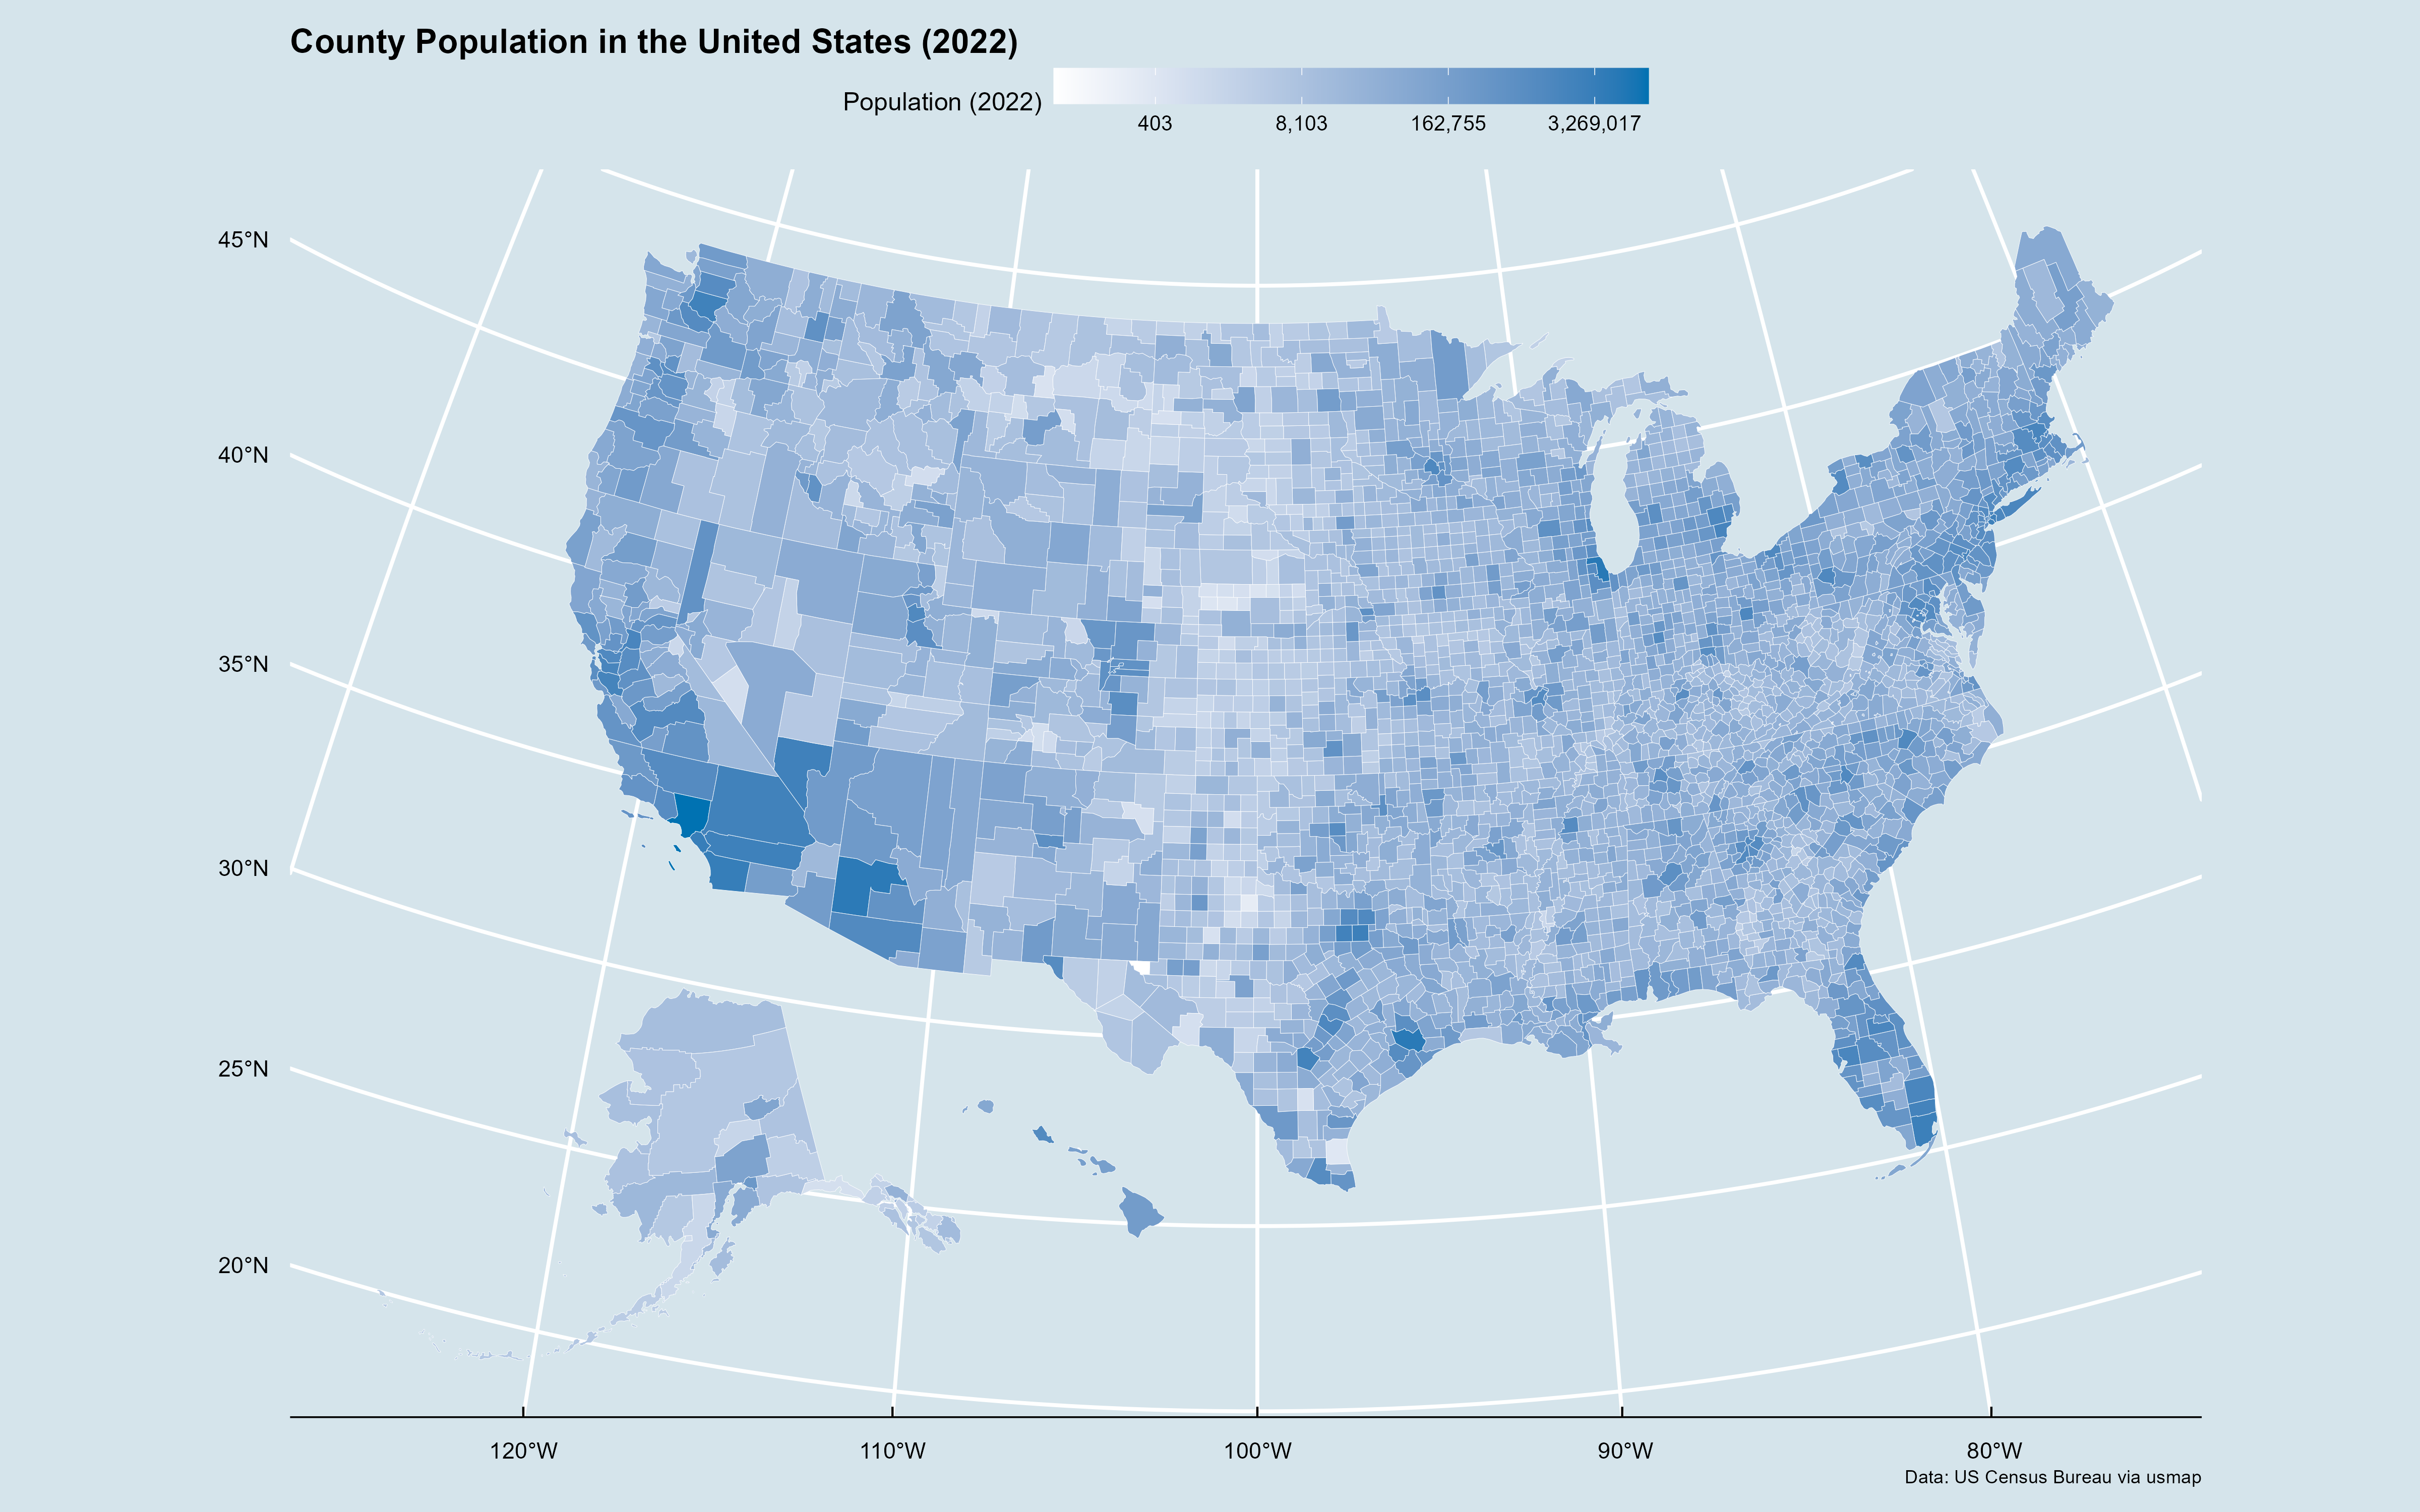 County Population in the United States (2022)
Population (2022)
403 8,103 162,755 3,269,017
45°N
40°N
35°N
30°N
25°N
20°N
120°W 110°W 100°W 90°W 80°W
Data: US Census Bureau via usmap